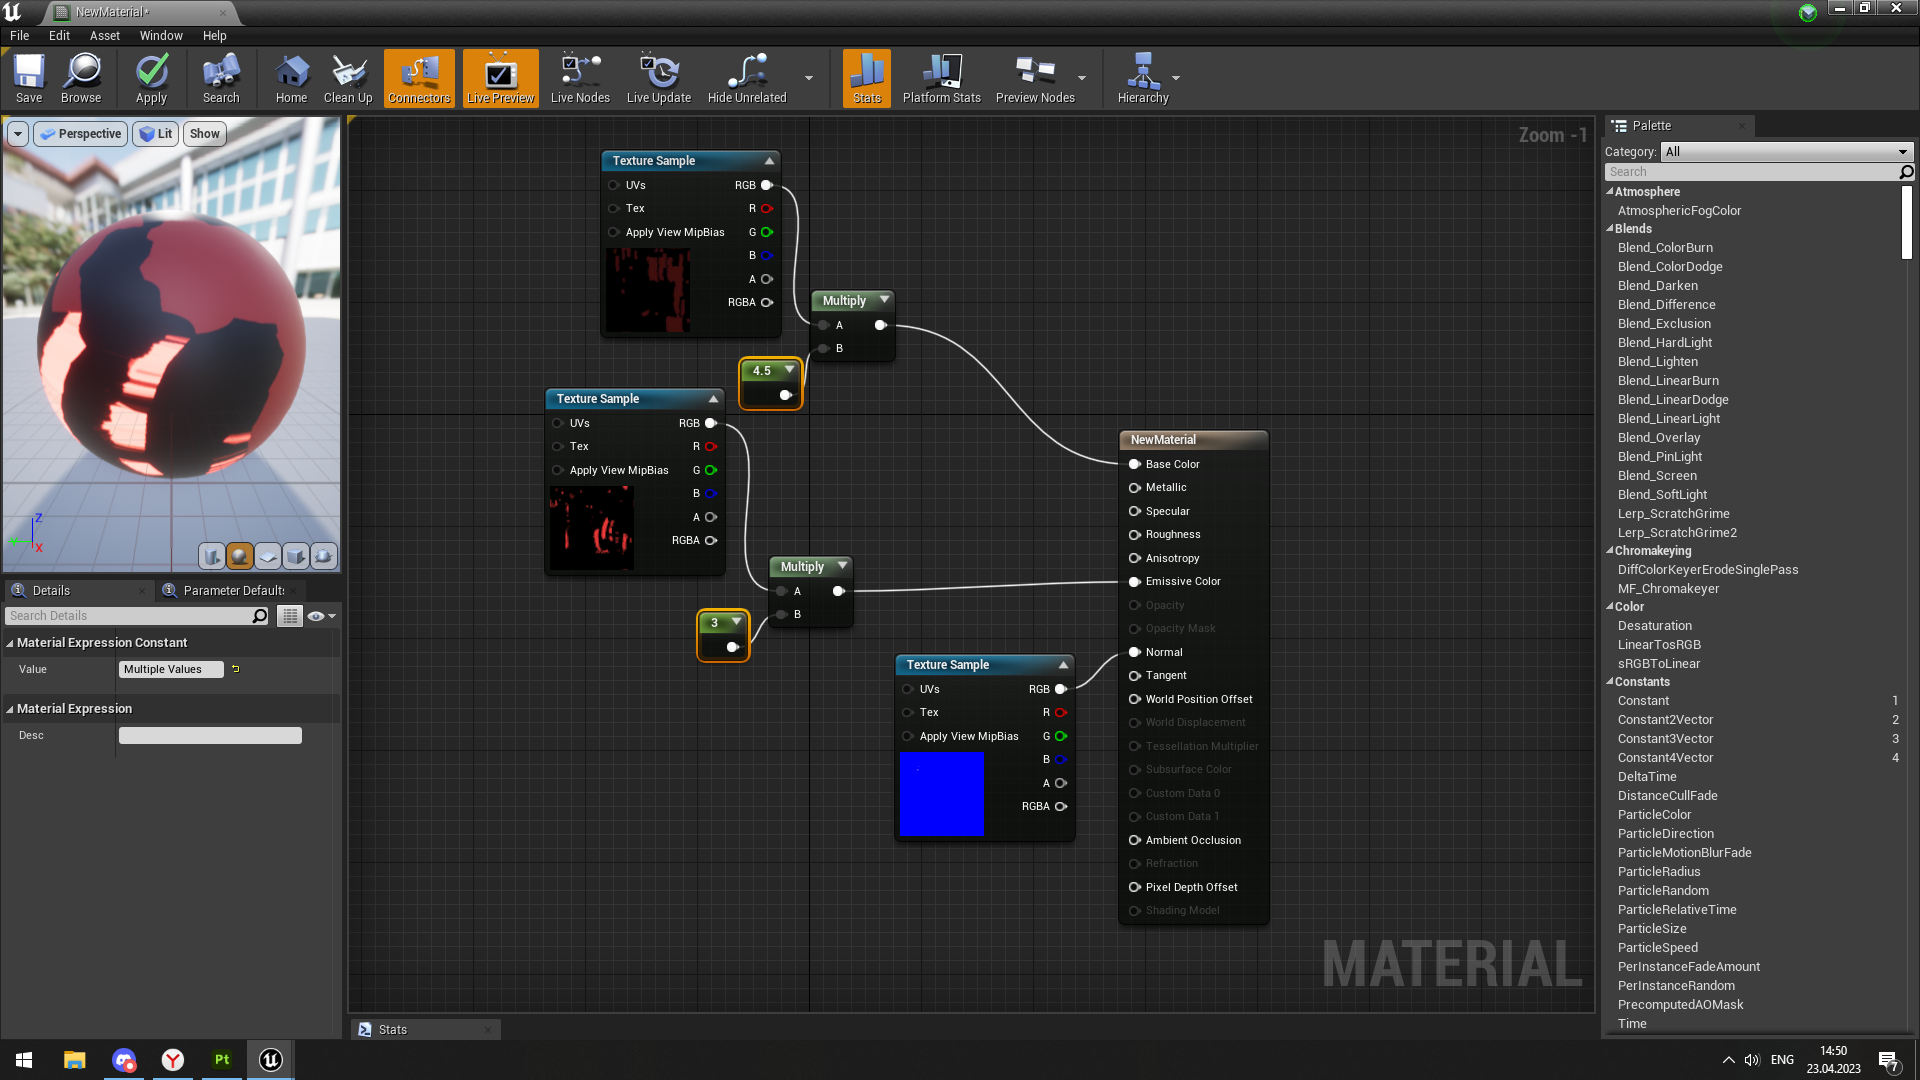 NewMaterial*
File Edit Asset Window Help
Save Browse Apply Search Home Clean Up Connectors Live Preview Live Nodes Live Update Hide Unrelated Stats Platform Stats Preview Nodes Hierarchy
Perspective Lit Show
Z
X
Details
Parameter Default
Search Details
Material Expression Constant
Value Multiple Values
Material Expression
Desc
Zoom -1
Texture Sample
UVs RGB
Tex R
Apply View MipBias G
B
A
RGBA
Multiply
A
B
4.5
Texture Sample
UVs RGB
Tex R
Apply View MipBias G
B
A
RGBA
Multiply
A
B
3
Texture Sample
UVs RGB
Tex R
Apply View MipBias G
B
A
RGBA
NewMaterial
Base Color
Metallic
Specular
Roughness
Anisotropy
Emissive Color
Opacity
Opacity Mask
Normal
Tangent
World Position Offset
World Displacement
Tessellation Multiplier
Subsurface Color
Custom Data 0
Custom Data 1
Ambient Occlusion
Refraction
Pixel Depth Offset
Shading Model
MATERIAL
Stats
Palette
Category: All
Search
Atmosphere
AtmosphericFogColor
Blends
Blend_ColorBurn
Blend_ColorDodge
Blend_Darken
Blend_Difference
Blend_Exclusion
Blend_HardLight
Blend_Lighten
Blend_LinearBurn
Blend_LinearDodge
Blend_LinearLight
Blend_Overlay
Blend_PinLight
Blend_Screen
Blend_SoftLight
Lerp_ScratchGrime
Lerp_ScratchGrime2
Chromakeying
DiffColorKeyerErodeSinglePass
MF_Chromakeyer
Color
Desaturation
LinearTosRGB
sRGBToLinear
Constants
Constant 1
Constant2Vector 2
Constant3Vector 3
Constant4Vector 4
DeltaTime
DistanceCullFade
ParticleColor
ParticleDirection
ParticleMotionBlurFade
ParticleRadius
ParticleRandom
ParticleRelativeTime
ParticleSize
ParticleSpeed
PerInstanceFadeAmount
PerInstanceRandom
PrecomputedAOMask
Time
Y
Pt
ENG
14:50
23.04.2023
7